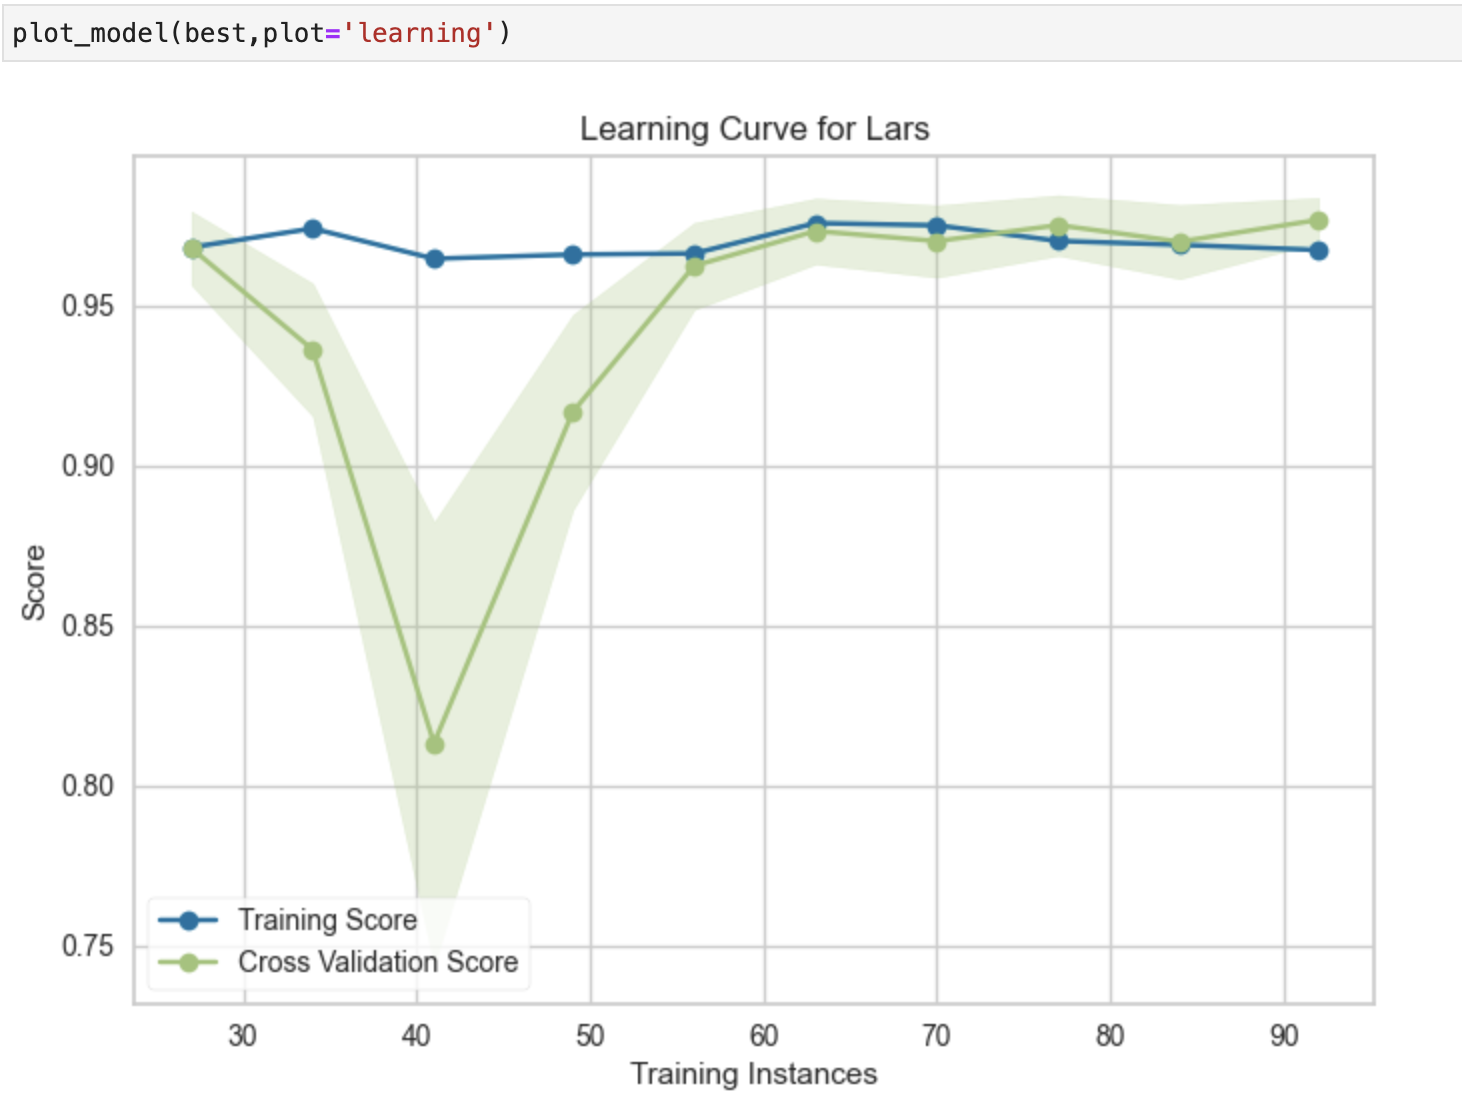 plot_model(best,plot='learning')
Learning Curve for Lars
Score
0.95
0.90
0.85
0.80
0.75
Training Score
Cross Validation Score
30 40 50 60 70 80 90
Training Instances